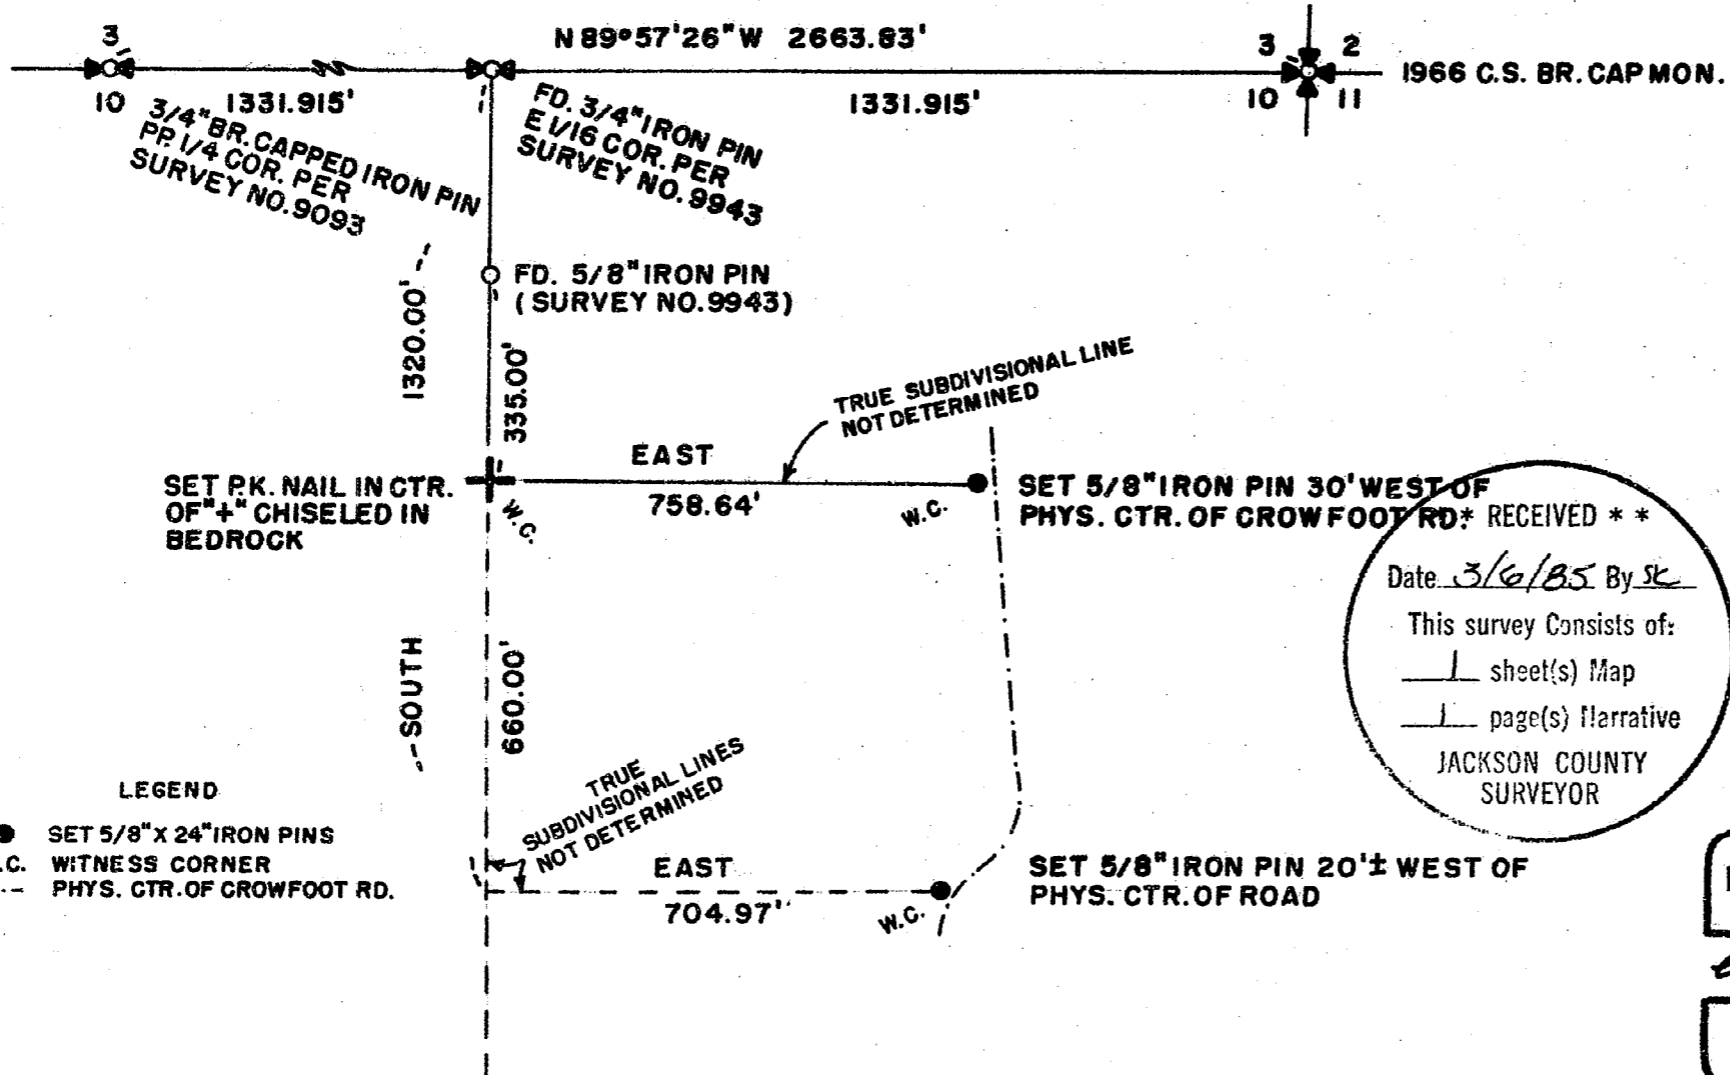 N 89°57'26" W 2663.83'
3
10
1331.915'
1331.915'
3 2
10 11
1966 C.S. BR. CAP MON.
3/4" BR. CAPPED IRON PIN
PP. 1/4 COR. PER
SURVEY NO. 9093
FD. 3/4" IRON PIN
E 1/16 COR. PER
SURVEY NO. 9943
FD. 5/8" IRON PIN
(SURVEY NO. 9943)
1320.00'
335.00'
TRUE SUBDIVISIONAL LINE
NOT DETERMINED
SET P.K. NAIL IN CTR.
OF "+" CHISELED IN
BEDROCK
W.C.
EAST
758.64'
W.C.
SET 5/8" IRON PIN 30' WEST OF
PHYS. CTR. OF CROWFOOT RD.
* RECEIVED * *
Date 3/6/85 By SK
This survey Consists of:
1 sheet(s) Map
1 page(s) Narrative
JACKSON COUNTY
SURVEYOR
SOUTH
660.00'
TRUE
SUBDIVISIONAL LINES
NOT DETERMINED
EAST
704.97'
W.C.
SET 5/8" IRON PIN 20'± WEST OF
PHYS. CTR. OF ROAD
LEGEND
SET 5/8" X 24" IRON PINS
.C. WITNESS CORNER
PHYS. CTR. OF CROWFOOT RD.